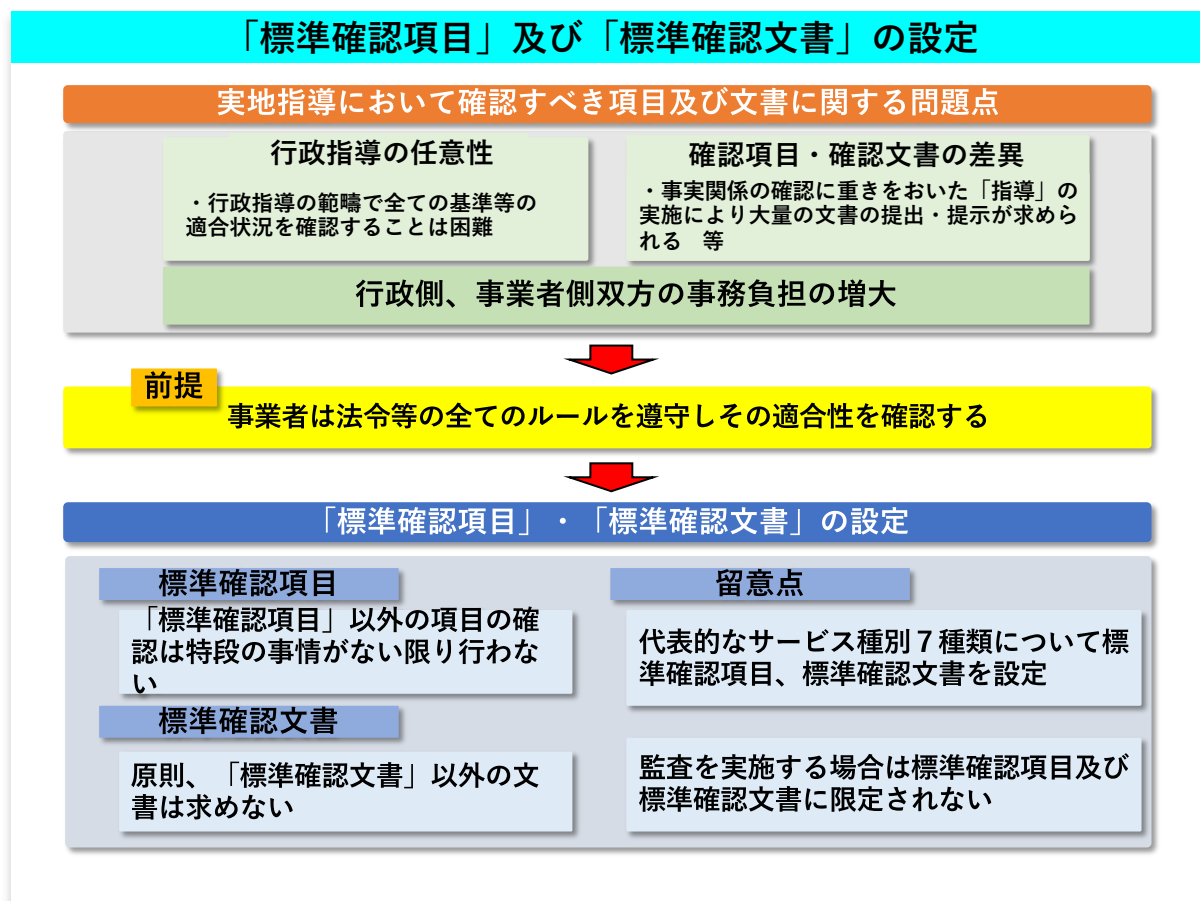 「標準確認項目」及び「標準確認文書」の設定
実地指導において確認すべき項目及び文書に関する問題点
行政指導の任意性
・行政指導の範疇で全ての基準等の
適合状況を確認することは困難
確認項目・確認文書の差異
・事実関係の確認に重きをおいた「指導」の
実施により大量の文書の提出・提示が求めら
れる 等
行政側、事業者側双方の事務負担の増大
前提
事業者は法令等の全てのルールを遵守しその適合性を確認する
「標準確認項目」・「標準確認文書」の設定
標準確認項目
「標準確認項目」以外の項目の確
認は特段の事情がない限り行わな
い
標準確認文書
原則、「標準確認文書」以外の文
書は求めない
留意点
代表的なサービス種別７種類について標
準確認項目、標準確認文書を設定
監査を実施する場合は標準確認項目及び
標準確認文書に限定されない